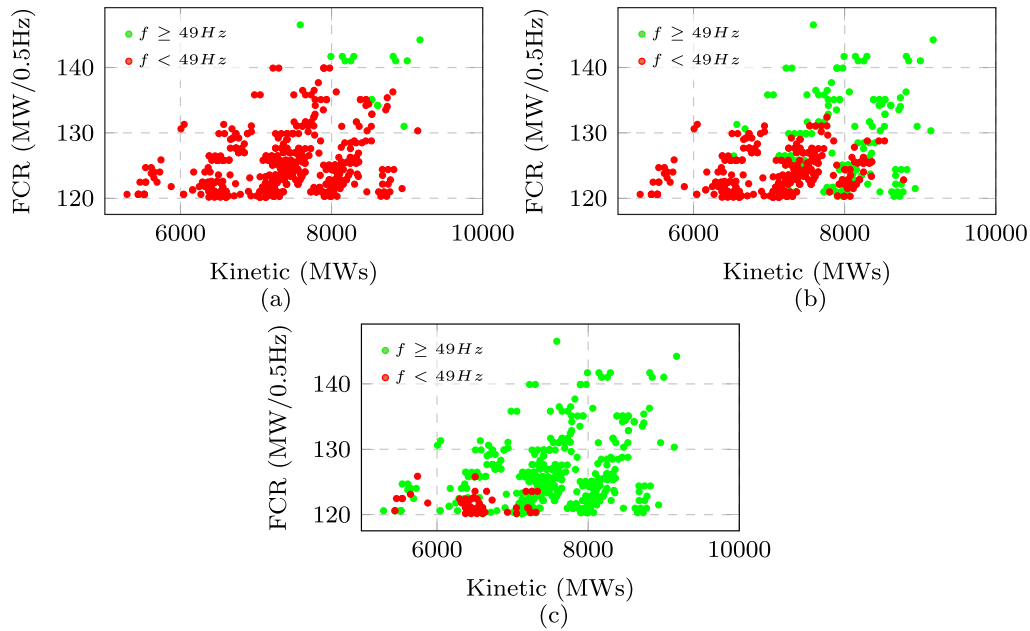 f ≥ 49Hz
f < 49Hz
140
130
120
6000
8000
10000
FCR (MW/0.5Hz)
Kinetic (MWs)
(a)
f ≥ 49Hz
f < 49Hz
140
130
120
6000
8000
10000
FCR (MW/0.5Hz)
Kinetic (MWs)
(b)
f ≥ 49Hz
f < 49Hz
140
130
120
6000
8000
10000
FCR (MW/0.5Hz)
Kinetic (MWs)
(c)